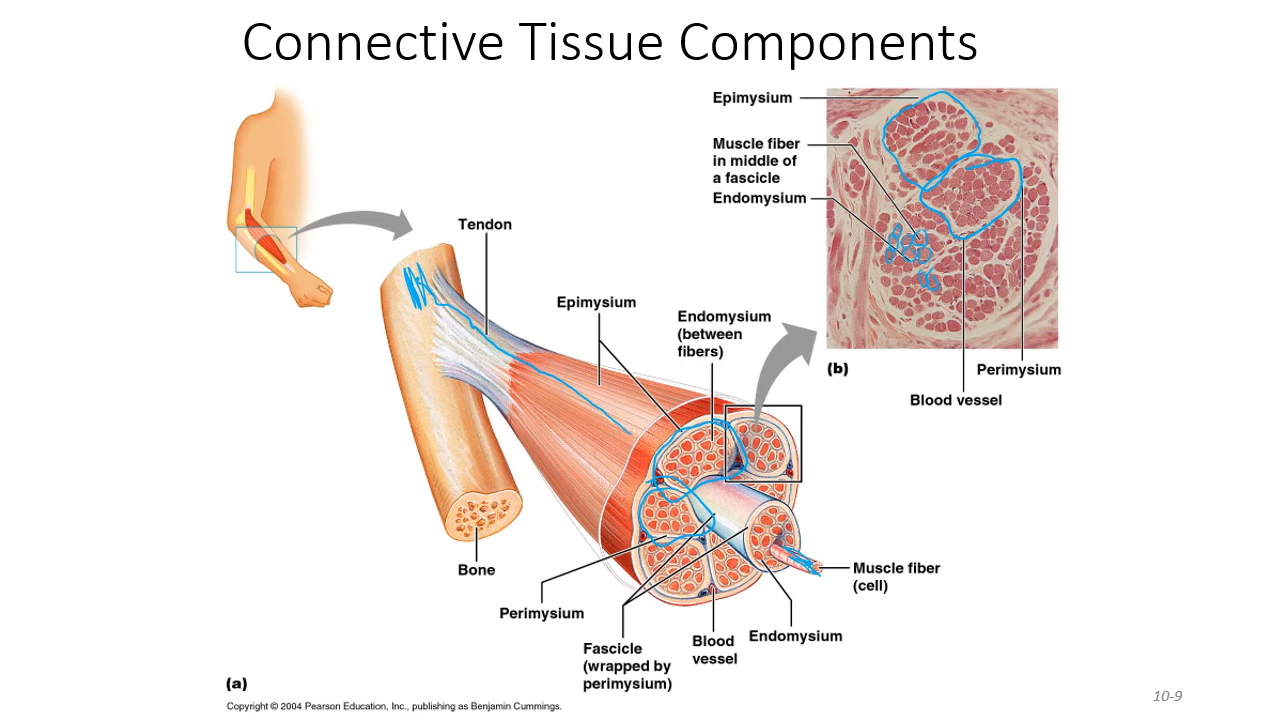 Connective Tissue Components
Epimysium
Muscle fiber
in middle of
a fascicle
Endomysium
Tendon
Epimysium
Endomysium
(between
fibers)
(b)
Perimysium
Blood vessel
Bone
Muscle fiber
(cell)
Perimysium
Fascicle
(wrapped by
perimysium)
Blood
vessel
Endomysium
(a)
Copyright © 2004 Pearson Education, Inc., publishing as Benjamin Cummings.
10-9